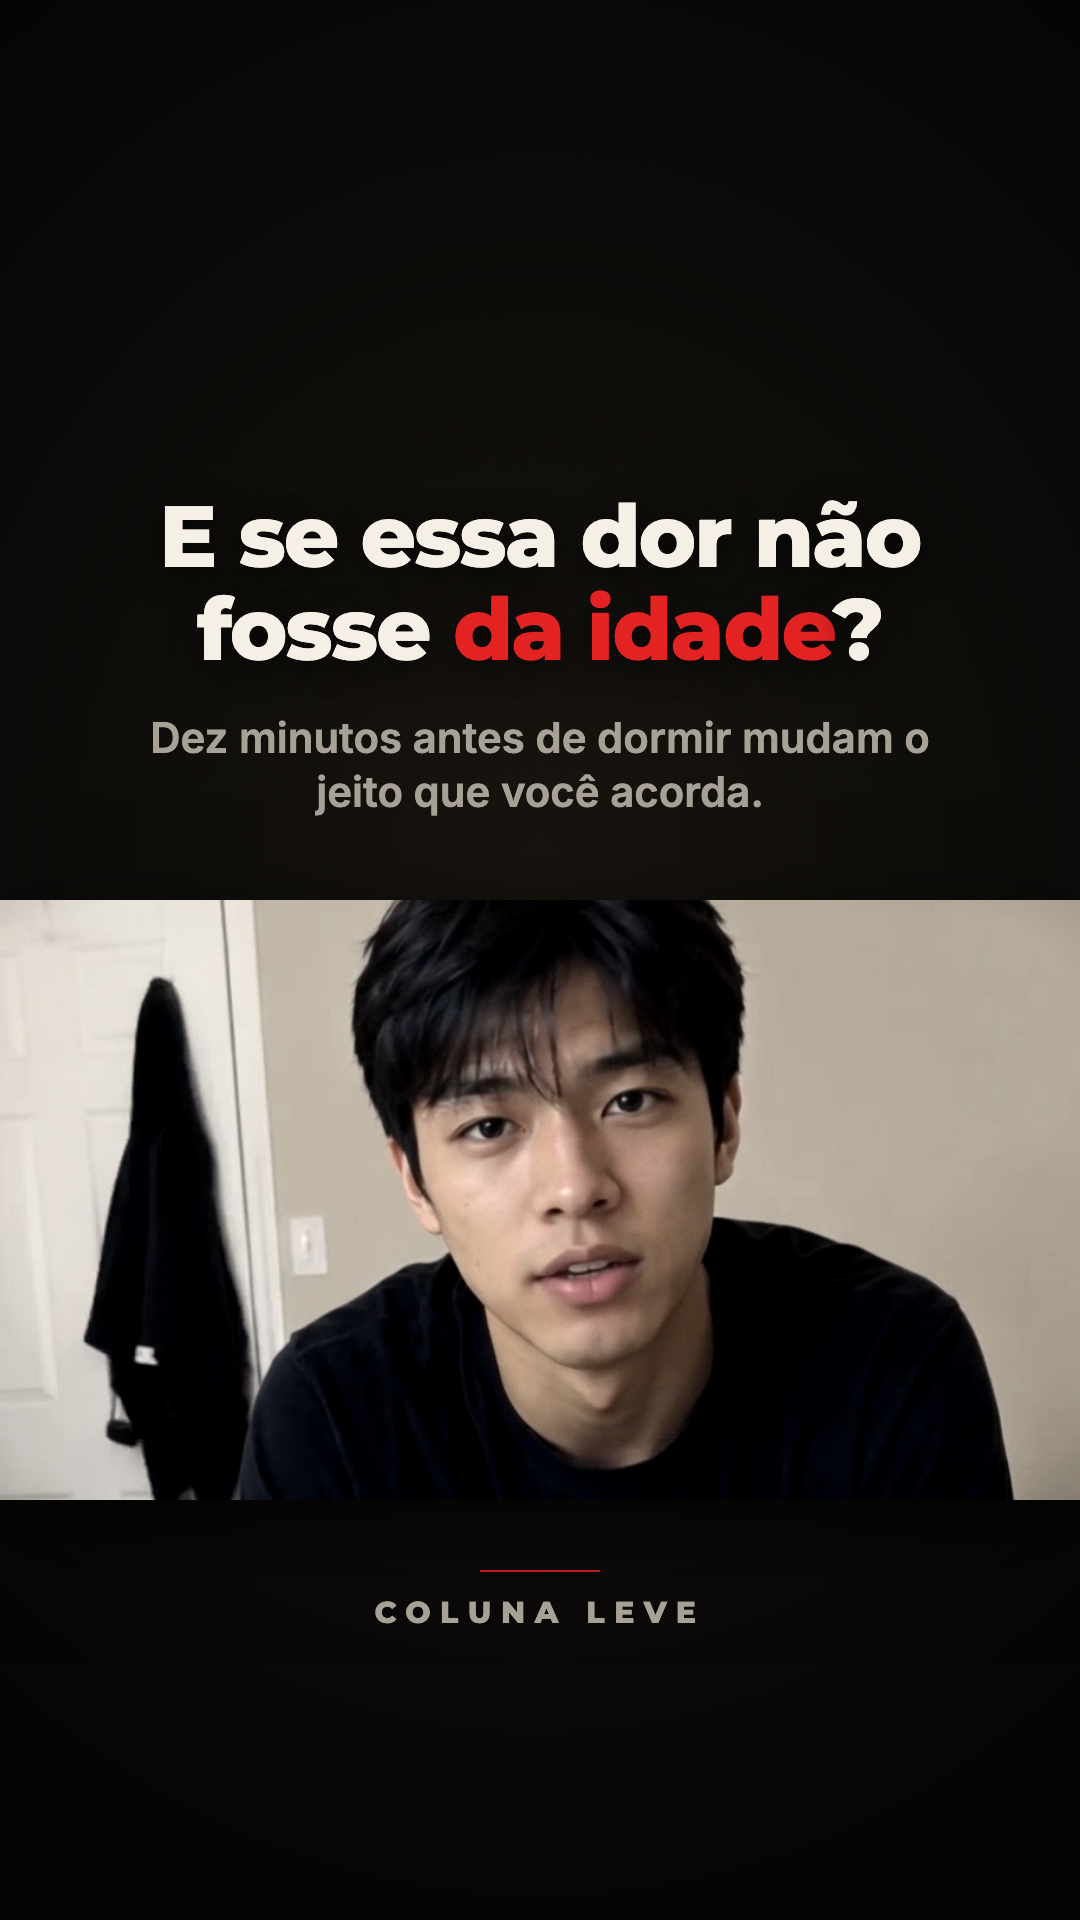 E se essa dor não
fosse da idade?
Dez minutos antes de dormir mudam o
jeito que você acorda.
COLUNA LEVE